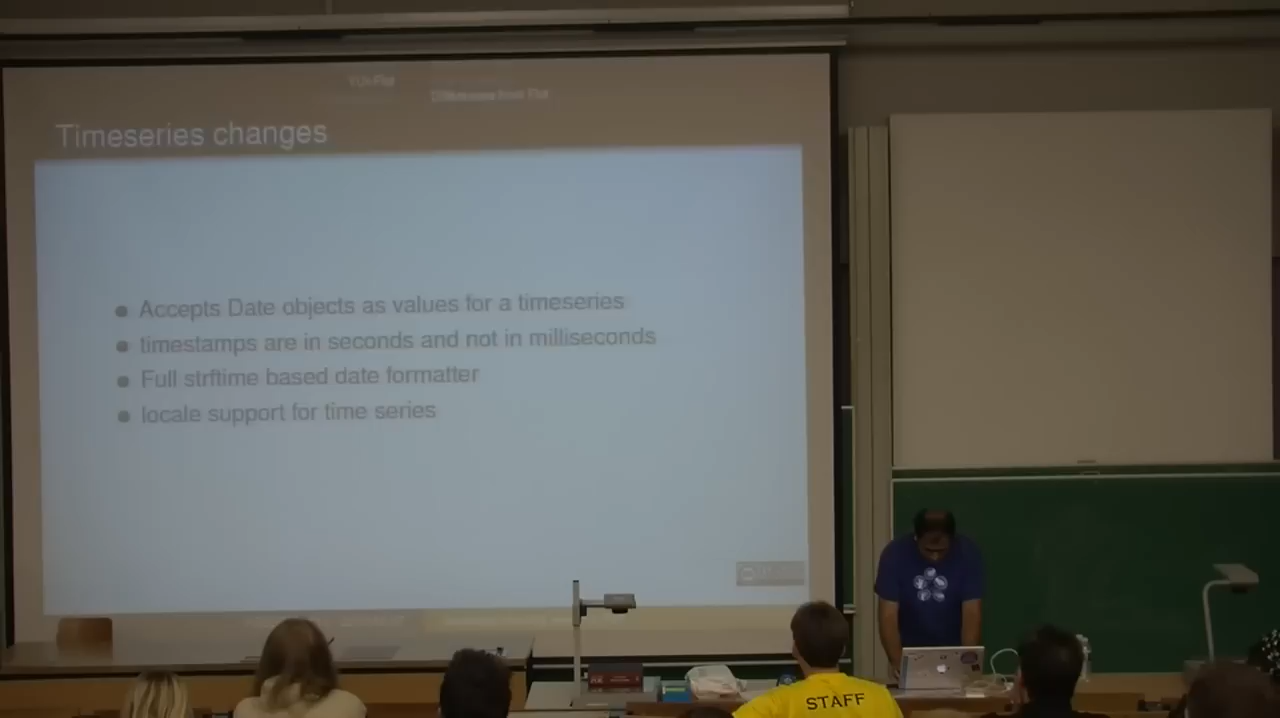 Timeseries changes
Accepts Date objects as values for a timeseries
timestamps are in seconds and not in milliseconds
Full strftime based date formatter
locale support for time series
STAFF